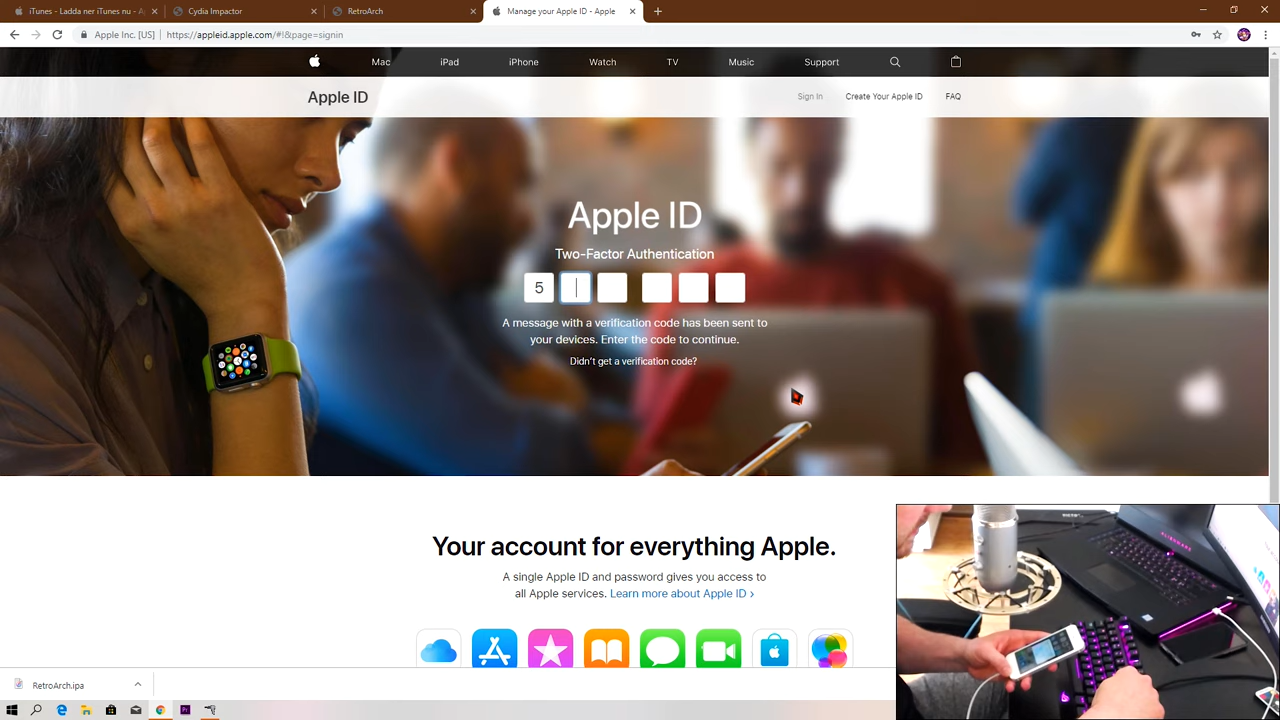 iTunes - Ladda ner iTunes nu - A
Cydia Impactor
RetroArch
Manage your Apple ID - Apple
Apple Inc. [US]
https://appleid.apple.com/#!&page=signin
Mac
iPad
iPhone
Watch
TV
Music
Support
Apple ID
Sign In
Create Your Apple ID
FAQ
Apple ID
Two-Factor Authentication
5
A message with a verification code has been sent to
your devices. Enter the code to continue.
Didn't get a verification code?
Your account for everything Apple.
A single Apple ID and password gives you access to
all Apple services. Learn more about Apple ID ›
RetroArch.ipa
ALIENWARE